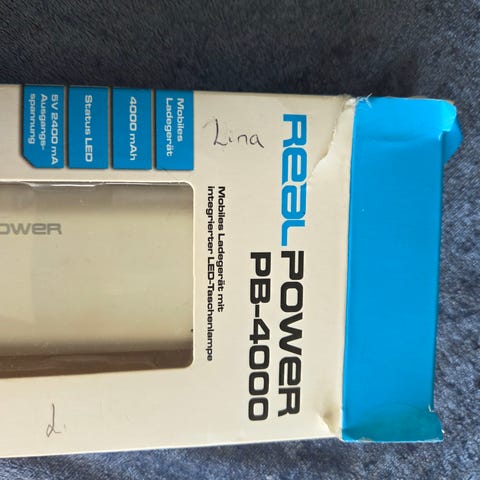 REALPOWER
PB-4000
Mobiles Ladegerät mit
integrierter LED-Taschenlampe
Lina
Mobiles
Ladegerät
4000 mAh
Status LED
5V 2400 mA
Ausgangs-
spannung
OWER
L.